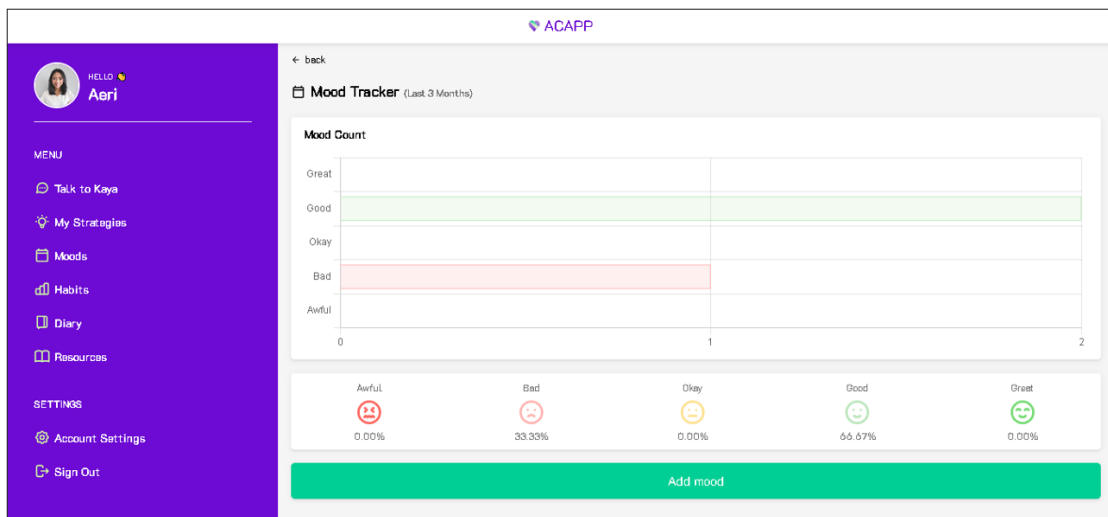 ACAPP
HELLO 👋
Aeri
MENU
Talk to Kaya
My Strategies
Moods
Habits
Diary
Resources
SETTINGS
Account Settings
Sign Out
← back
Mood Tracker (Last 3 Months)
Mood Count
Great
Good
Okay
Bad
Awful
0 1 2
Awful Bad Okay Good Great
0.00% 33.33% 0.00% 66.67% 0.00%
Add mood